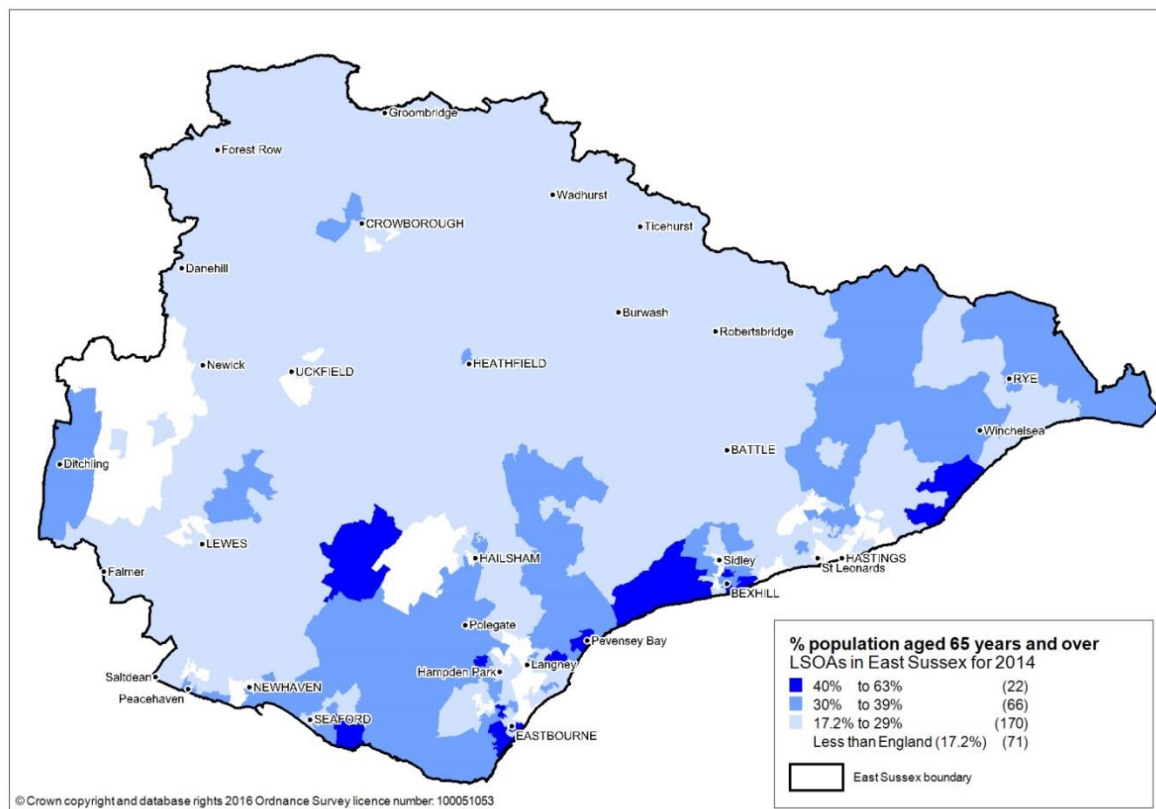 Groombridge
Forest Row
Wadhurst
CROWBOROUGH
Ticehurst
Danehill
Burwash
Robertsbridge
Newick
UCKFIELD
HEATHFIELD
RYE
Winchelsea
BATTLE
Ditchling
LEWES
HAILSHAM
Sidley
HASTINGS
St Leonards
Falmer
BEXHILL
Polegate
Pevensey Bay
Langney
Hampden Park
Saltdean
NEWHAVEN
Peacehaven
SEAFORD
EASTBOURNE
% population aged 65 years and over
LSOAs in East Sussex for 2014
40% to 63% (22)
30% to 39% (66)
17.2% to 29% (170)
Less than England (17.2%) (71)
East Sussex boundary
© Crown copyright and database rights 2016 Ordnance Survey licence number: 100051053